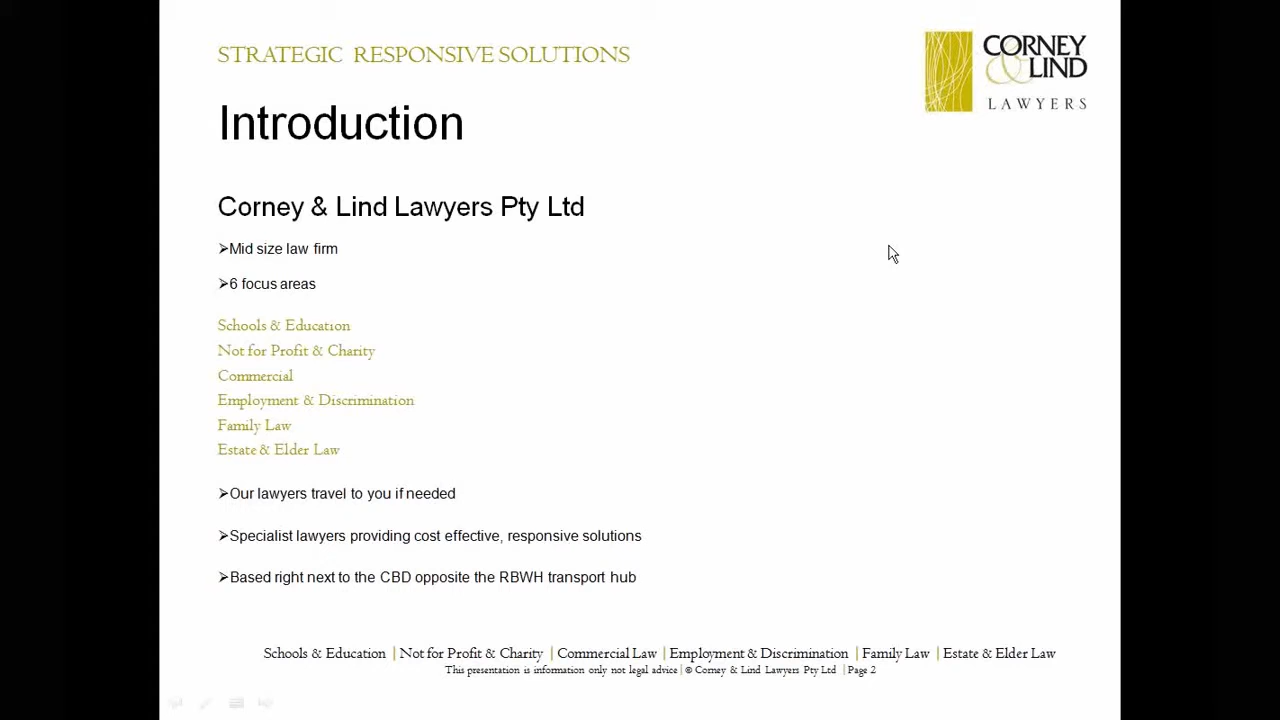 STRATEGIC RESPONSIVE SOLUTIONS
CORNEY
& LIND
LAWYERS
Introduction
Corney & Lind Lawyers Pty Ltd
➢Mid size law firm
➢6 focus areas
Schools & Education
Not for Profit & Charity
Commercial
Employment & Discrimination
Family Law
Estate & Elder Law
➢Our lawyers travel to you if needed
➢Specialist lawyers providing cost effective, responsive solutions
➢Based right next to the CBD opposite the RBWH transport hub
Schools & Education | Not for Profit & Charity | Commercial Law | Employment & Discrimination | Family Law | Estate & Elder Law
This presentation is information only not legal advice | © Corney & Lind Lawyers Pty Ltd | Page 2